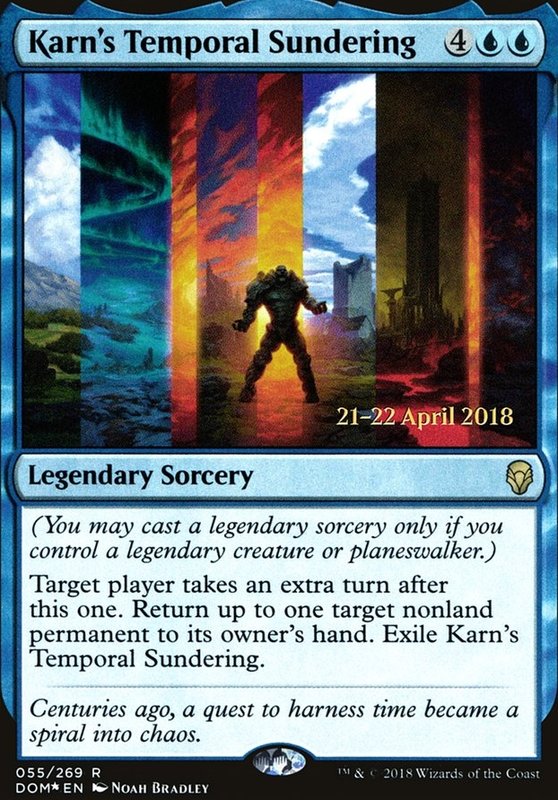 Karn's Temporal Sundering 4
21–22 April 2018
Legendary Sorcery
(You may cast a legendary sorcery only if you
control a legendary creature or planeswalker.)
Target player takes an extra turn after
this one. Return up to one target nonland
permanent to its owner's hand. Exile Karn's
Temporal Sundering.
Centuries ago, a quest to harness time became a
spiral into chaos.
055/269 R
DOM★EN Noah Bradley
™ & © 2018 Wizards of the Coast